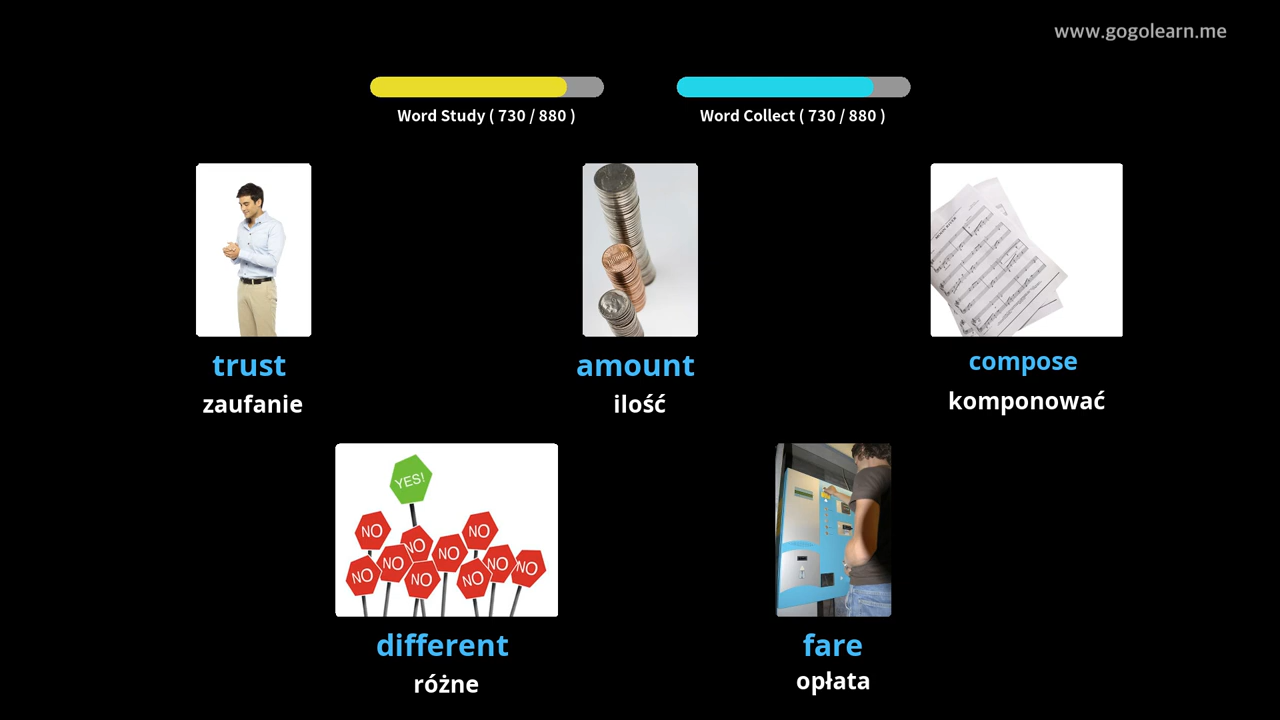 www.gogolearn.me
Word Study ( 730 / 880 )
Word Collect ( 730 / 880 )
trust
zaufanie
amount
ilość
compose
komponować
YES!
NO
NO
NO
NO
NO
NO
NO
NO
NO
NO
different
różne
fare
opłata